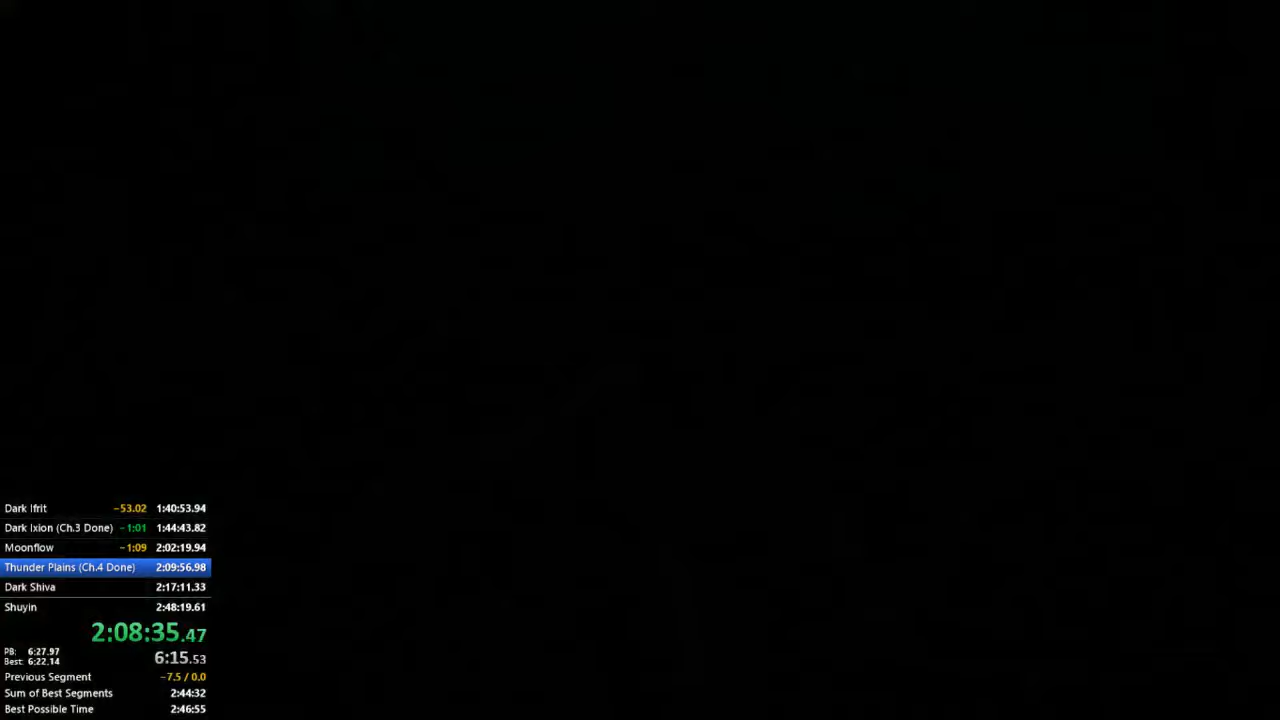 Dark Ifrit −53.02 1:40:53.94
Dark Ixion (Ch.3 Done) −1:01 1:44:43.82
Moonflow −1:09 2:02:19.94
Thunder Plains (Ch.4 Done) 2:09:56.98
Dark Shiva 2:17:11.33
Shuyin 2:48:19.61
2:08:35.47
PB: 6:27.97
Best: 6:22.14
6:15.53
Previous Segment −7.5 / 0.0
Sum of Best Segments 2:44:32
Best Possible Time 2:46:55